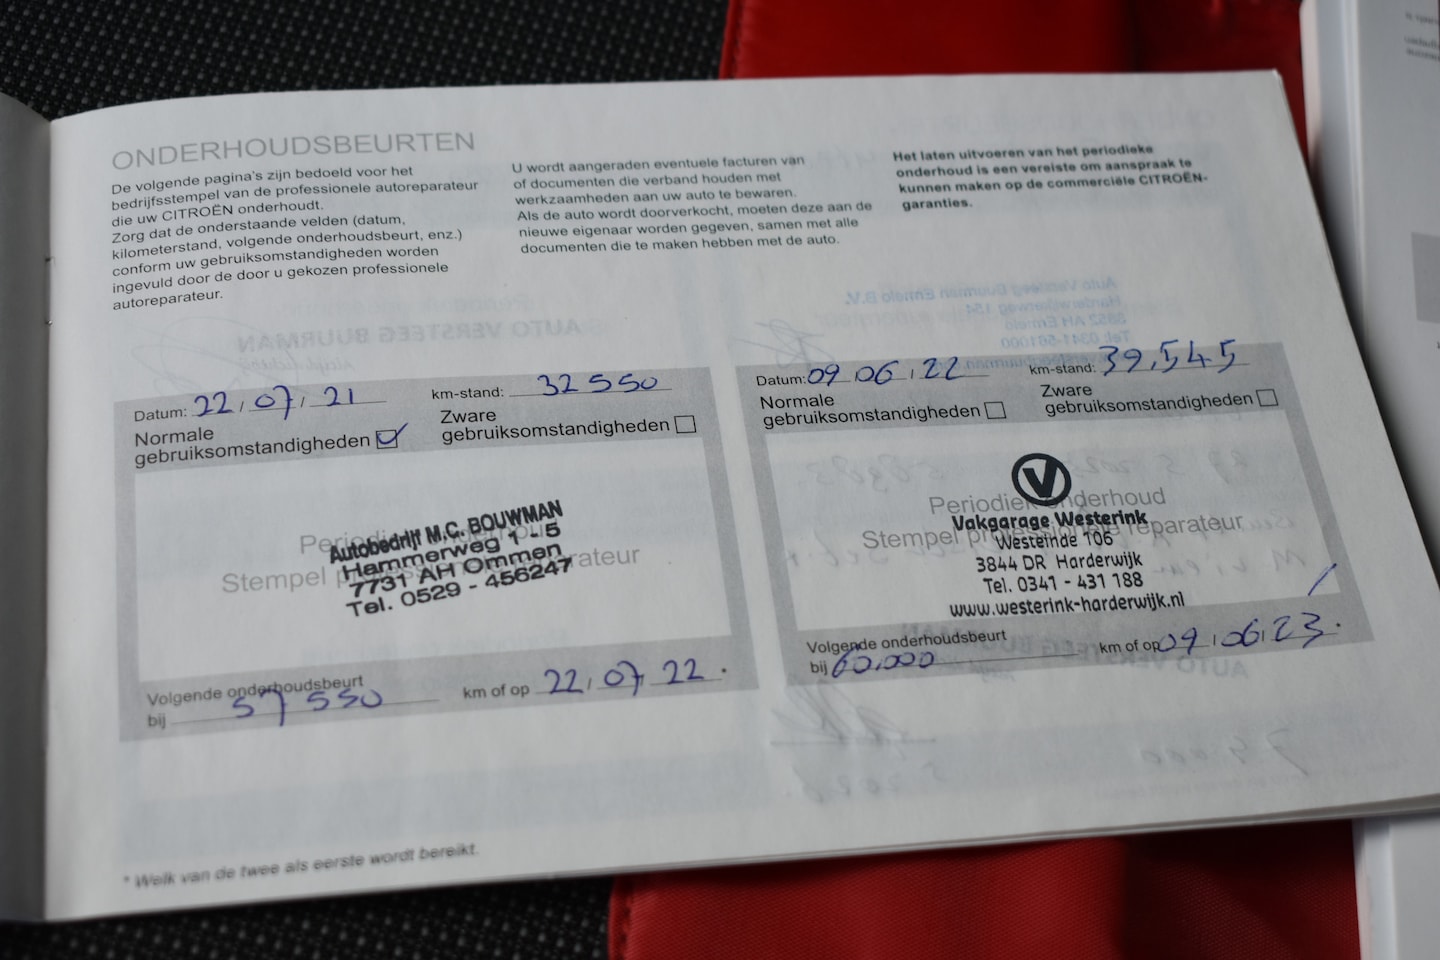 ONDERHOUDSBEURTEN
De volgende pagina's zijn bedoeld voor het
bedrijfsstempel van de professionele autoreparateur
die uw CITROËN onderhoudt.
Zorg dat de onderstaande velden (datum,
kilometerstand, volgende onderhoudsbeurt, enz.)
conform uw gebruiksomstandigheden worden
ingevuld door de door u gekozen professionele
autoreparateur.
U wordt aangeraden eventuele facturen van
of documenten die verband houden met
werkzaamheden aan uw auto te bewaren.
Als de auto wordt doorverkocht, moeten deze aan de
nieuwe eigenaar worden gegeven, samen met alle
documenten die te maken hebben met de auto.
Het laten uitvoeren van het periodieke
onderhoud is een vereiste om aanspraak te
kunnen maken op de commerciële CITROËN-
garanties.
Datum: 22/07/21 km-stand: 32550
Normale
gebruiksomstandigheden
Zware
gebruiksomstandigheden
Stempel professionele reparateur
Autobedrijf M.C. BOUWMAN
Hammerweg 1 - 5
7731 AH Ommen
Tel. 0529 - 456247
Volgende onderhoudsbeurt
bij 57550 km of op 22/07/22.
Datum: 09/06/22 km-stand: 39.545
Normale
gebruiksomstandigheden
Zware
gebruiksomstandigheden
V
Periodiek onderhoud
Stempel professionele reparateur
Vakgarage Westerink
Westeinde 106
3844 DR Harderwijk
Tel. 0341 - 431 188
www.westerink-harderwijk.nl
Volgende onderhoudsbeurt
bij 60.000 km of op 09/06/23.
* Welk van de twee als eerste wordt bereikt.